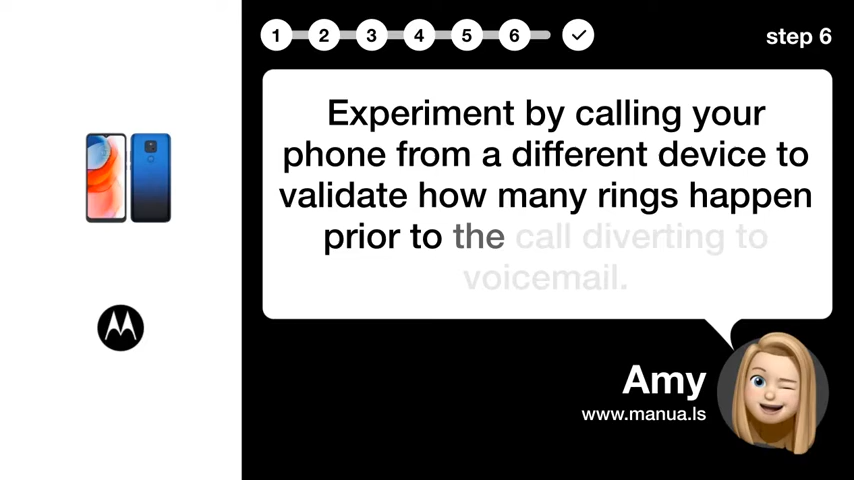 1 2 3 4 5 6
step 6
Experiment by calling your
phone from a different device to
validate how many rings happen
prior to the call diverting to
voicemail.
Amy
www.manua.ls